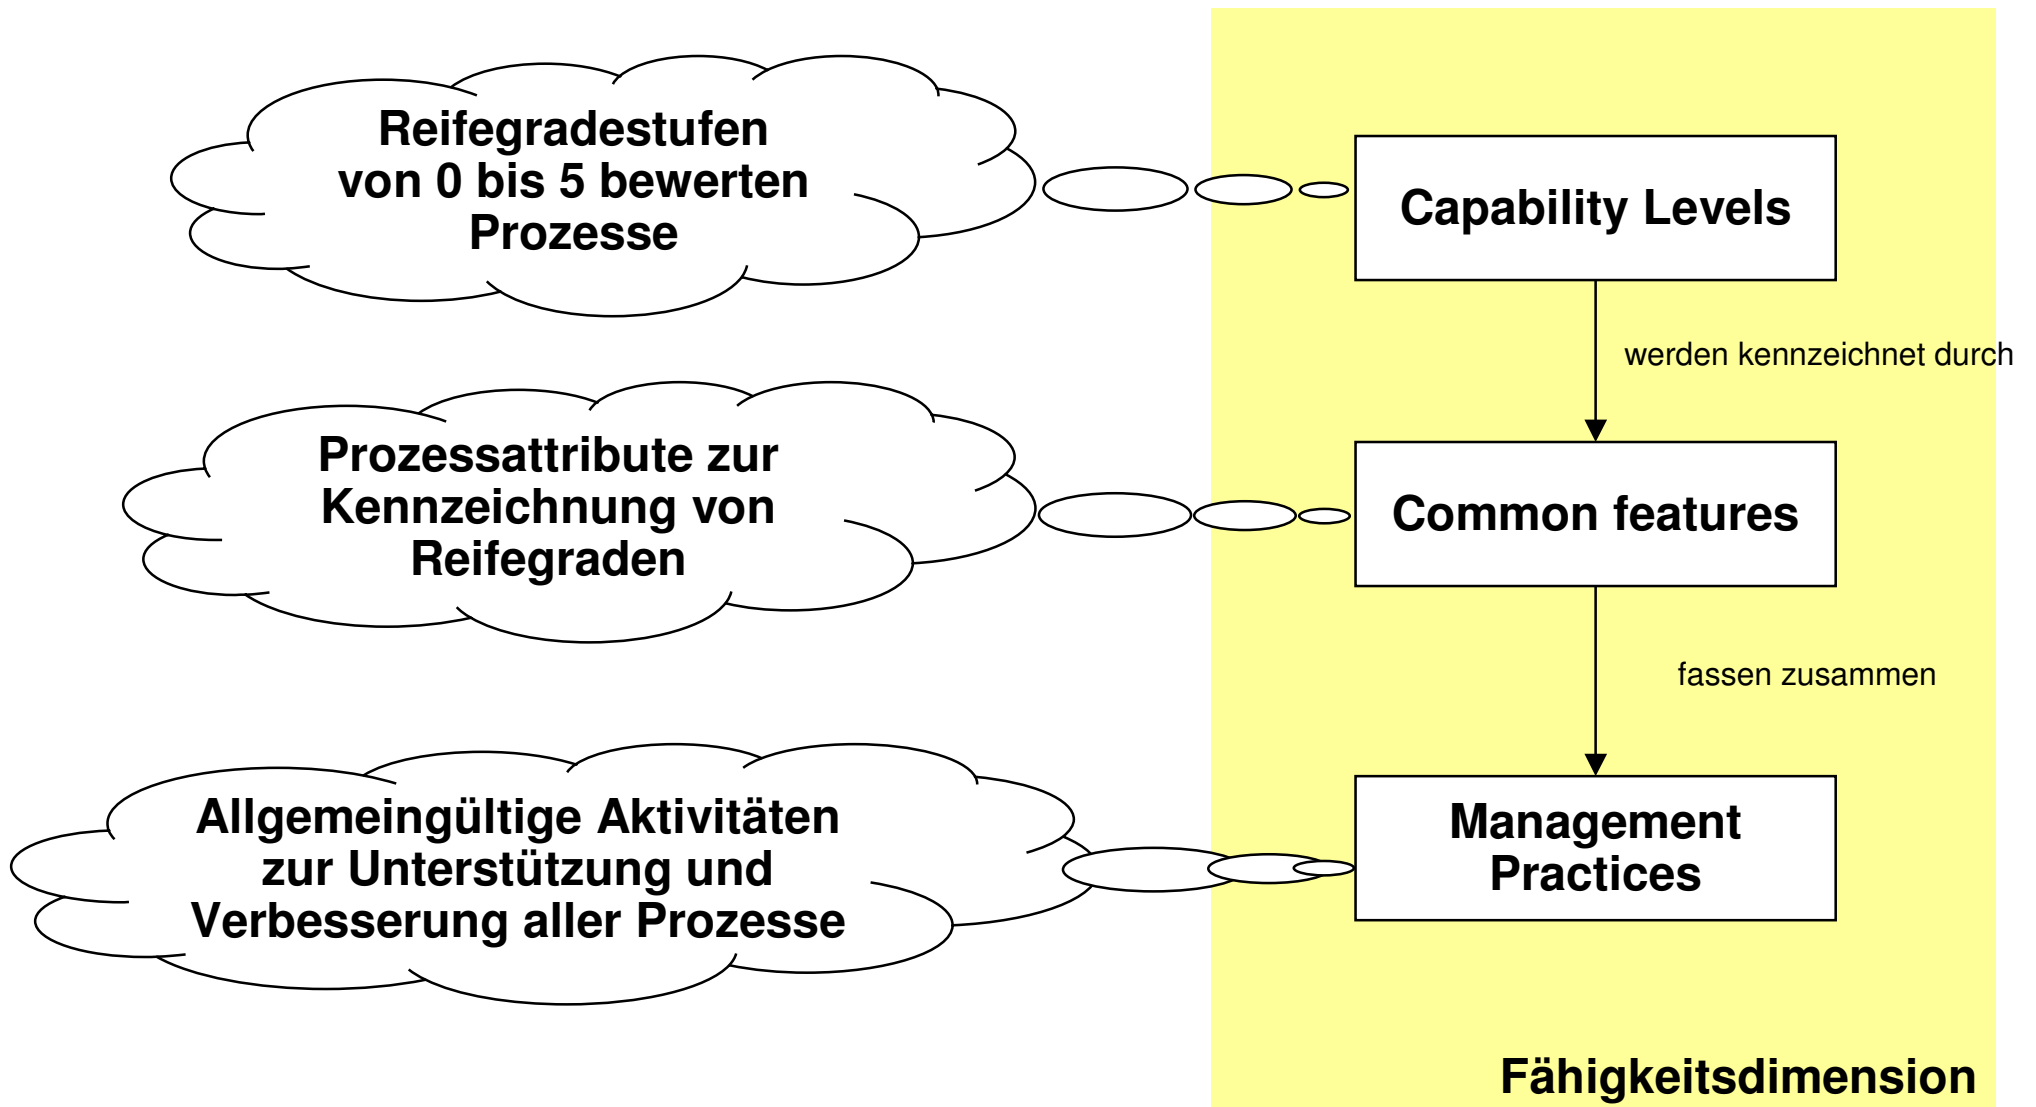 Reifegradestufen
von 0 bis 5 bewerten
Prozesse
Capability Levels
werden kennzeichnet durch
Prozessattribute zur
Kennzeichnung von
Reifegraden
Common features
fassen zusammen
Allgemeingültige Aktivitäten
zur Unterstützung und
Verbesserung aller Prozesse
Management
Practices
Fähigkeitsdimension